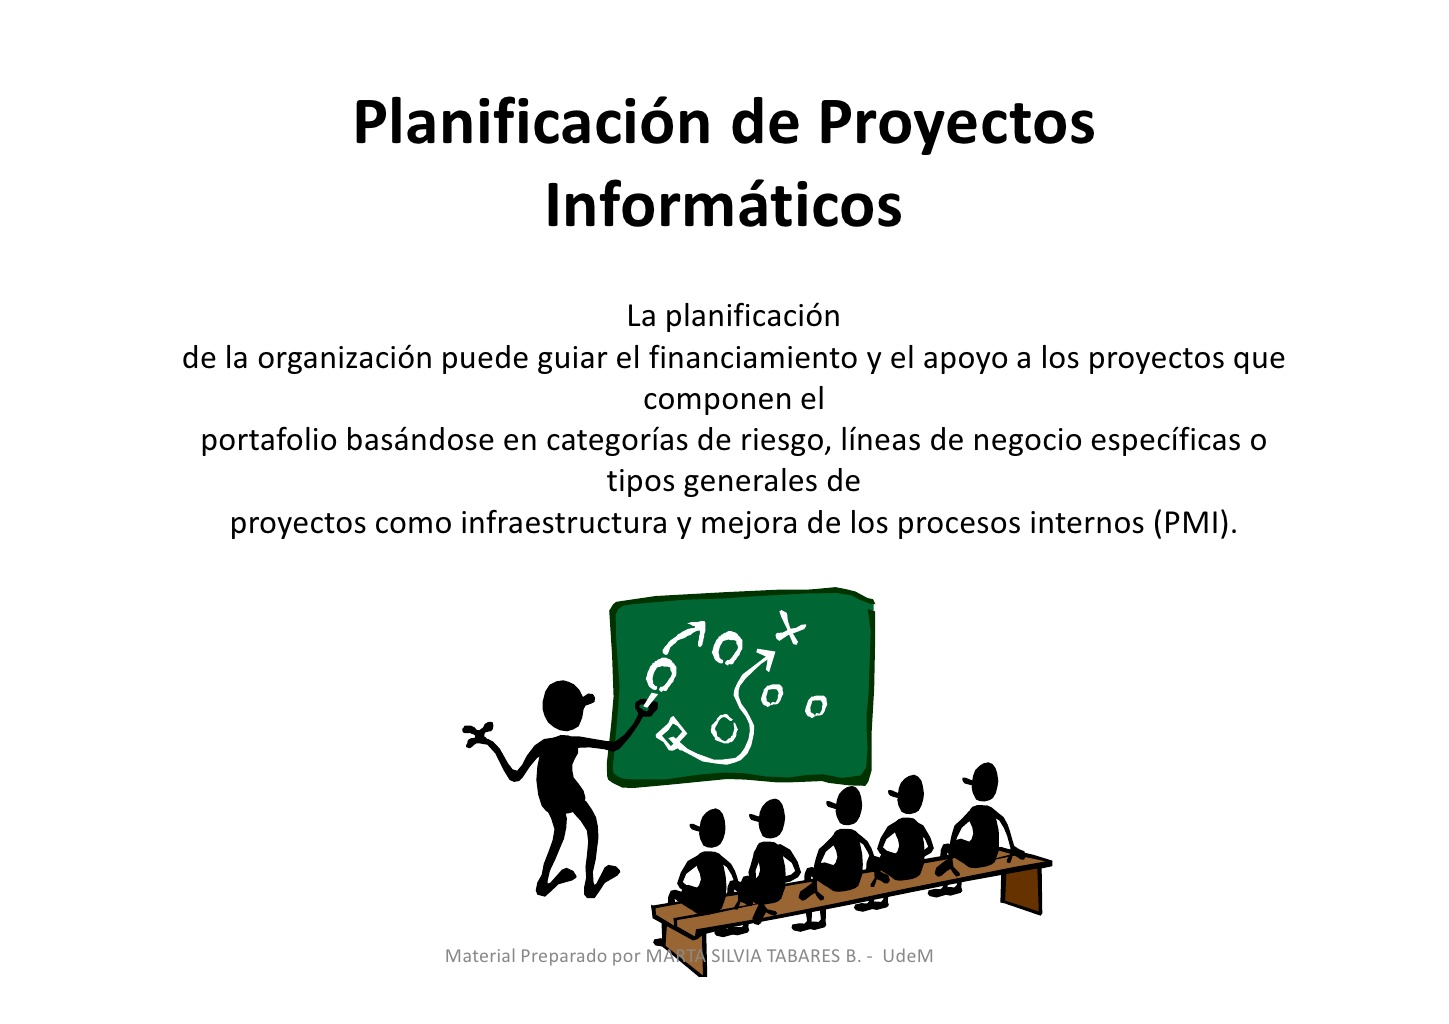 Planificación de Proyectos
Informáticos
La planificación
de la organización puede guiar el financiamiento y el apoyo a los proyectos que
componen el
portafolio basándose en categorías de riesgo, líneas de negocio específicas o
tipos generales de
proyectos como infraestructura y mejora de los procesos internos (PMI).
Material Preparado por MARTA SILVIA TABARES B. - UdeM